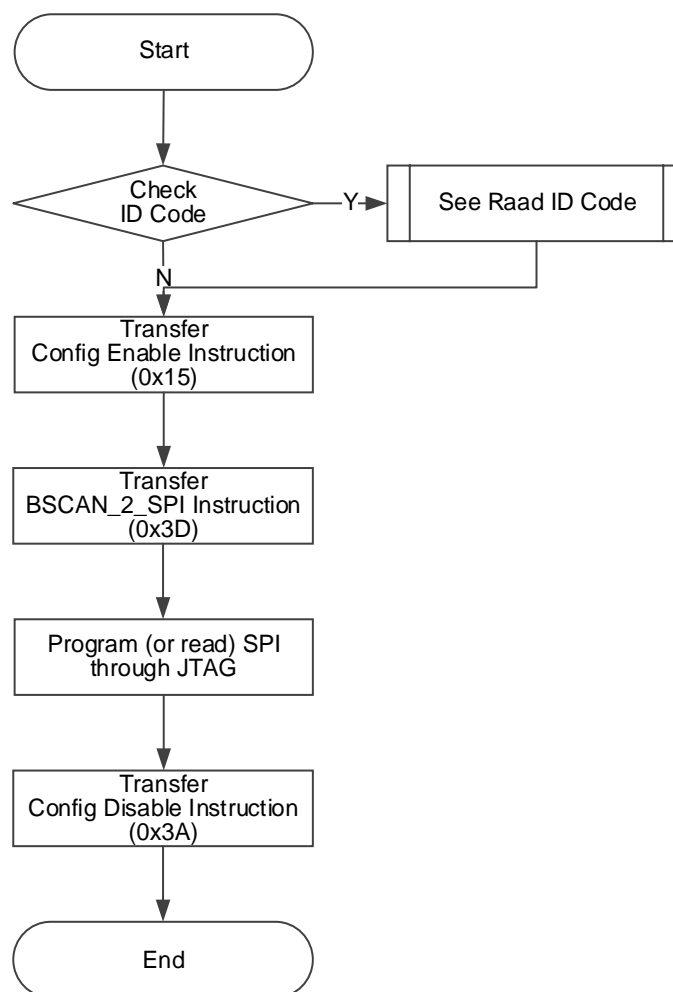 Start
Check
ID Code
Y
See Raad ID Code
N
Transfer
Config Enable Instruction
(0x15)
Transfer
BSCAN_2_SPI Instruction
(0x3D)
Program (or read) SPI
through JTAG
Transfer
Config Disable Instruction
(0x3A)
End